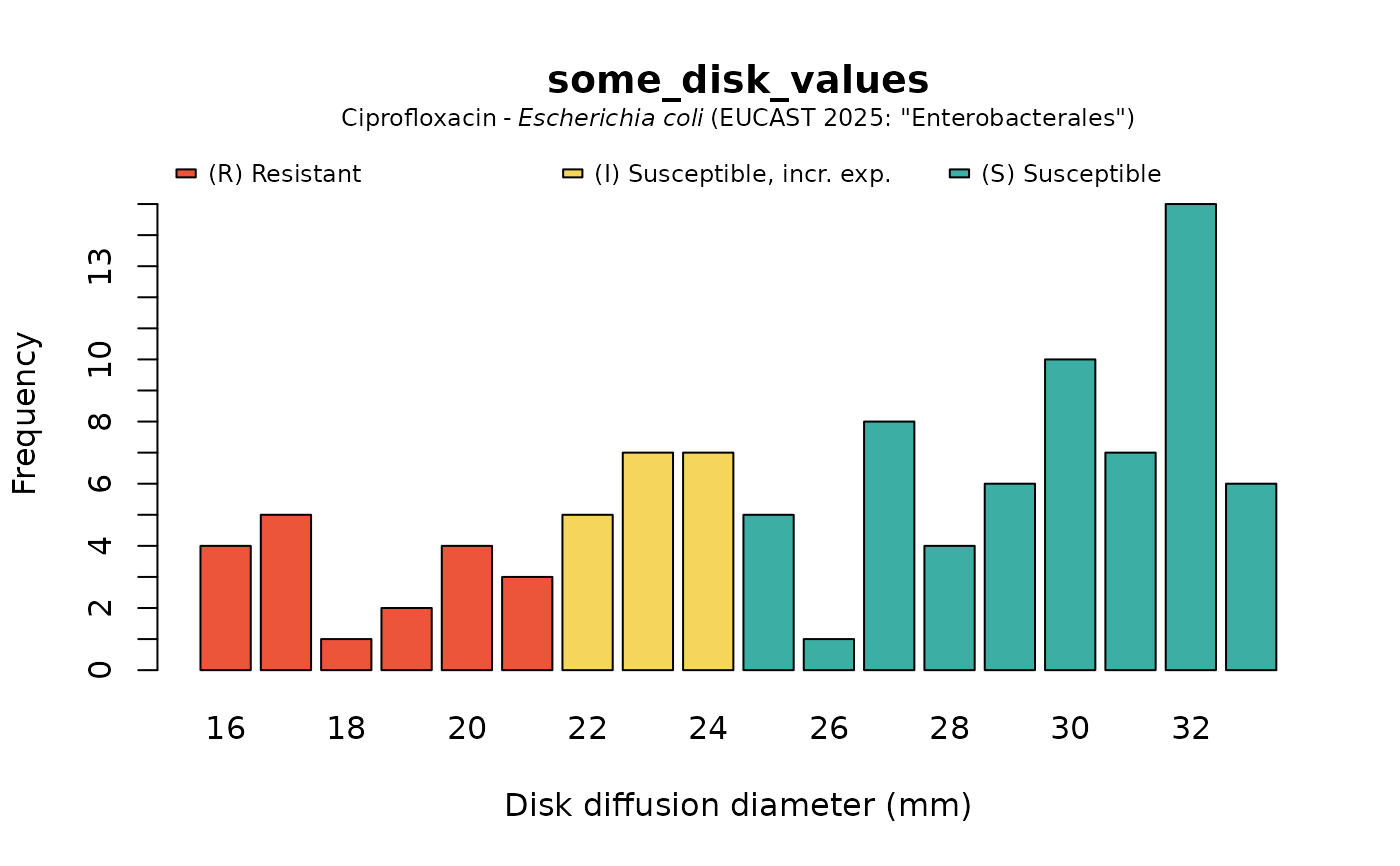 some_disk_values
Ciprofloxacin - Escherichia coli (EUCAST 2025: "Enterobacterales")
(R) Resistant (I) Susceptible, incr. exp. (S) Susceptible
Frequency
13
10
8
6
4
2
0
16 18 20 22 24 26 28 30 32
Disk diffusion diameter (mm)